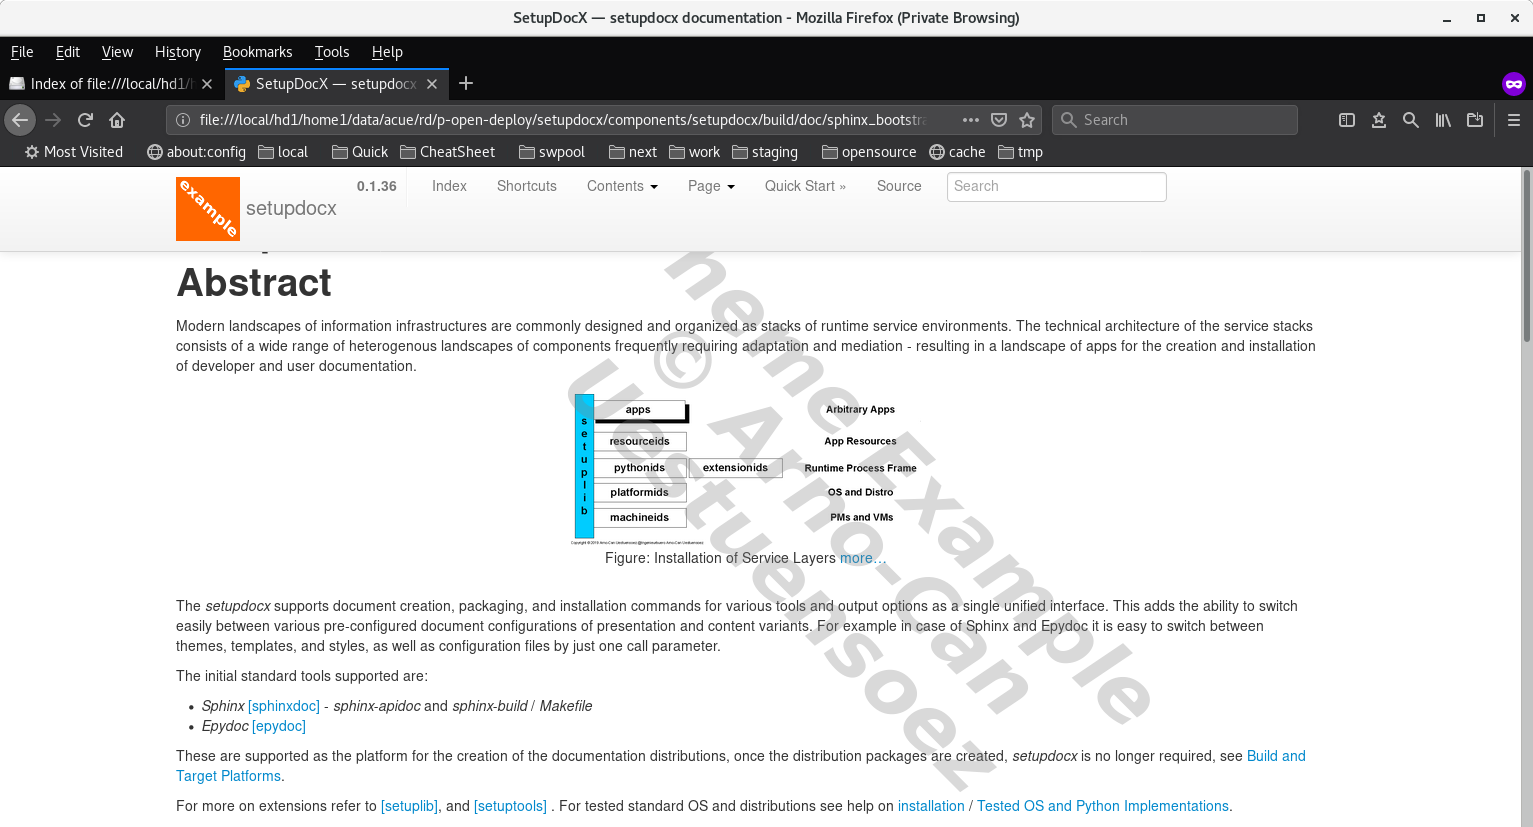 SetupDocX — setupdocx documentation - Mozilla Firefox (Private Browsing)
File Edit View History Bookmarks Tools Help
Index of file:///local/hd1/h
SetupDocX — setupdocx
file:///local/hd1/home1/data/acue/rd/p-open-deploy/setupdocx/components/setupdocx/build/doc/sphinx_bootstra
Search
Most Visited about:config local Quick CheatSheet swpool next work staging opensource cache tmp
example
setupdocx
0.1.36 Index Shortcuts Contents Page Quick Start » Source Search
Abstract
Modern landscapes of information infrastructures are commonly designed and organized as stacks of runtime service environments. The technical architecture of the service stacks
consists of a wide range of heterogenous landscapes of components frequently requiring adaptation and mediation - resulting in a landscape of apps for the creation and installation
of developer and user documentation.
setuplib
apps Arbitrary Apps
resourceids App Resources
pythonids extensionids Runtime Process Frame
platformids OS and Distro
machineids PMs and VMs
Figure: Installation of Service Layers more...
The setupdocx supports document creation, packaging, and installation commands for various tools and output options as a single unified interface. This adds the ability to switch
easily between various pre-configured document configurations of presentation and content variants. For example in case of Sphinx and Epydoc it is easy to switch between
themes, templates, and styles, as well as configuration files by just one call parameter.
The initial standard tools supported are:
• Sphinx [sphinxdoc] - sphinx-apidoc and sphinx-build / Makefile
• Epydoc [epydoc]
These are supported as the platform for the creation of the documentation distributions, once the distribution packages are created, setupdocx is no longer required, see Build and
Target Platforms.
For more on extensions refer to [setuplib], and [setuptools] . For tested standard OS and distributions see help on installation / Tested OS and Python Implementations.
heme Example
© Arno-Can
Uestuensoez